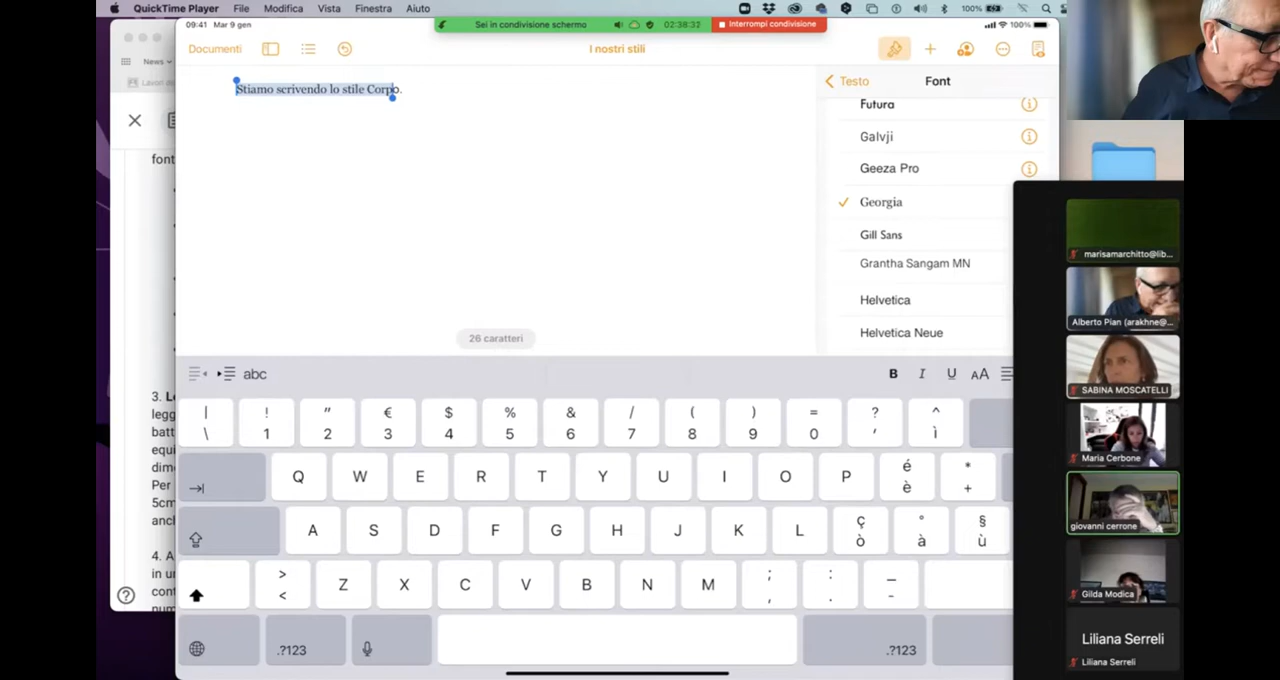 QuickTime Player File Modifica Vista Finestra Aiuto 100%
09:41 Mar 9 gen
Sei in condivisione schermo 02:38:32 Interrompi condivisione
100%
Documenti
I nostri stili
News
Lavori
Stiamo scrivendo lo stile Corpo.
Testo
Font
Futura
Galvji
Geeza Pro
Georgia
Gill Sans
Grantha Sangam MN
Helvetica
Helvetica Neue
26 caratteri
font
3. L
legg
batt
equi
dime
Per
5cm
anch
4. A
in u
cont
num
abc
B I U AA
| ! " € $ % & / ( ) = ? ^
\ 1 2 3 4 5 6 7 8 9 0 ' ì
Q W E R T Y U I O P é è * +
A S D F G H J K L ç ò ° à § ù
> < Z X C V B N M ; , : . _ -
.?123
.?123
marisamarchitto@lib...
Alberto Pian (arakhne@...
SABINA MOSCATELLI
Maria Cerbone
giovanni cerrone
Gilda Modica
Liliana Serreli
Liliana Serreli